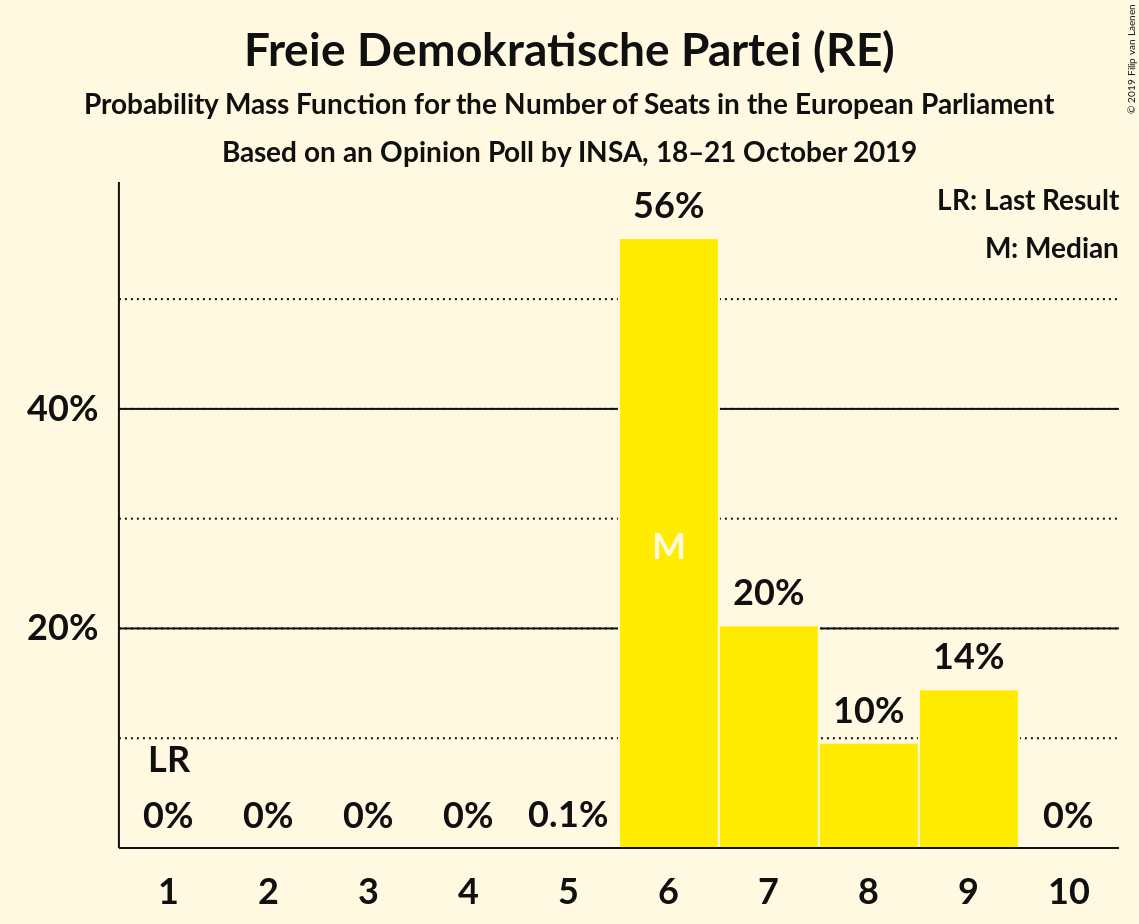 Freie Demokratische Partei (RE)
Probability Mass Function for the Number of Seats in the European Parliament
Based on an Opinion Poll by INSA, 18–21 October 2019
© 2019 Filip van Laenen
LR: Last Result
M: Median
56%
40%
M
20%
20%
14%
10%
LR
0% 0% 0% 0% 0.1% 0%
1 2 3 4 5 6 7 8 9 10